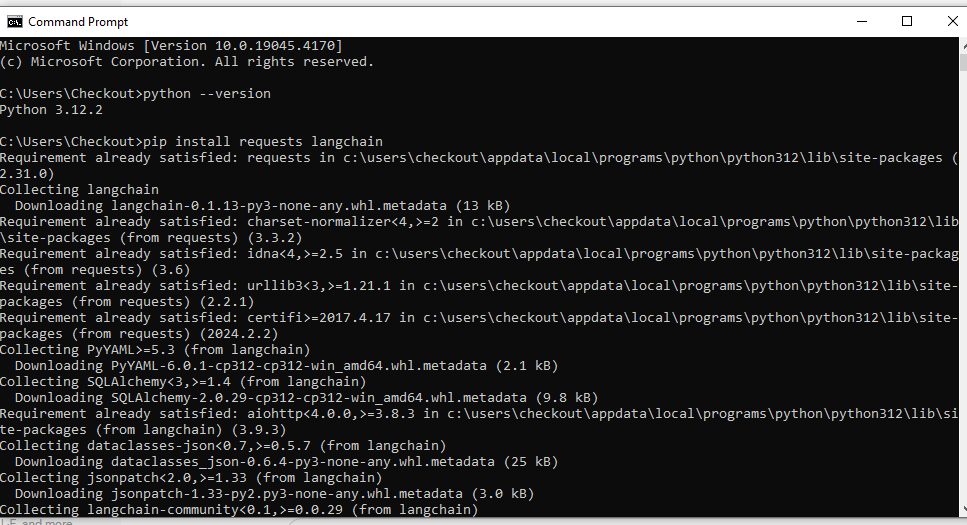 Command Prompt
Microsoft Windows [Version 10.0.19045.4170]
(c) Microsoft Corporation. All rights reserved.
C:\Users\Checkout>python --version
Python 3.12.2
C:\Users\Checkout>pip install requests langchain
Requirement already satisfied: requests in c:\users\checkout\appdata\local\programs\python\python312\lib\site-packages (
2.31.0)
Collecting langchain
  Downloading langchain-0.1.13-py3-none-any.whl.metadata (13 kB)
Requirement already satisfied: charset-normalizer<4,>=2 in c:\users\checkout\appdata\local\programs\python\python312\lib
\site-packages (from requests) (3.3.2)
Requirement already satisfied: idna<4,>=2.5 in c:\users\checkout\appdata\local\programs\python\python312\lib\site-packag
es (from requests) (3.6)
Requirement already satisfied: urllib3<3,>=1.21.1 in c:\users\checkout\appdata\local\programs\python\python312\lib\site-
packages (from requests) (2.2.1)
Requirement already satisfied: certifi>=2017.4.17 in c:\users\checkout\appdata\local\programs\python\python312\lib\site-
packages (from requests) (2024.2.2)
Collecting PyYAML>=5.3 (from langchain)
  Downloading PyYAML-6.0.1-cp312-cp312-win_amd64.whl.metadata (2.1 kB)
Collecting SQLAlchemy<3,>=1.4 (from langchain)
  Downloading SQLAlchemy-2.0.29-cp312-cp312-win_amd64.whl.metadata (9.8 kB)
Requirement already satisfied: aiohttp<4.0.0,>=3.8.3 in c:\users\checkout\appdata\local\programs\python\python312\lib\si
te-packages (from langchain) (3.9.3)
Collecting dataclasses-json<0.7,>=0.5.7 (from langchain)
  Downloading dataclasses_json-0.6.4-py3-none-any.whl.metadata (25 kB)
Collecting jsonpatch<2.0,>=1.33 (from langchain)
  Downloading jsonpatch-1.33-py2.py3-none-any.whl.metadata (3.0 kB)
Collecting langchain-community<0.1,>=0.0.29 (from langchain)
and more